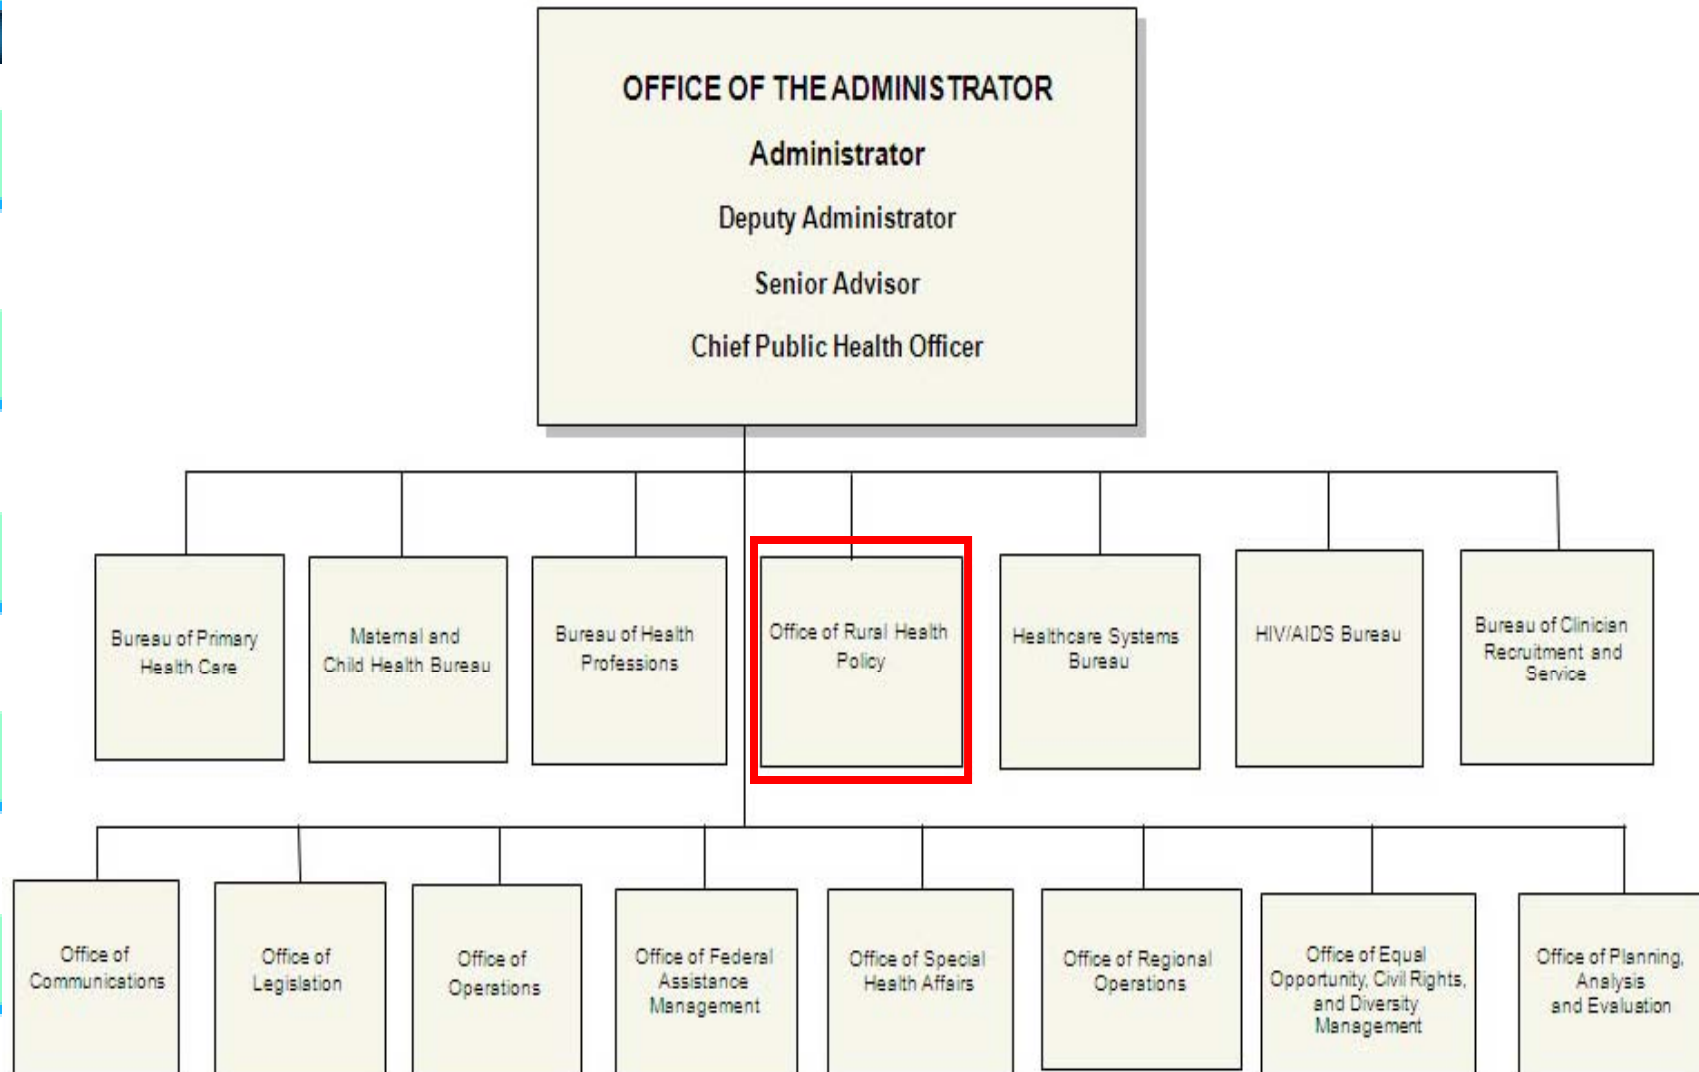 OFFICE OF THE ADMINISTRATOR
Administrator
Deputy Administrator
Senior Advisor
Chief Public Health Officer
Bureau of Primary
Health Care
Maternal and
Child Health Bureau
Bureau of Health
Professions
Office of Rural Health
Policy
Healthcare Systems
Bureau
HIV/AIDS Bureau
Bureau of Clinician
Recruitment and
Service
Office of
Communications
Office of
Legislation
Office of
Operations
Office of Federal
Assistance
Management
Office of Special
Health Affairs
Office of Regional
Operations
Office of Equal
Opportunity, Civil Rights,
and Diversity
Management
Office of Planning,
Analysis
and Evaluation